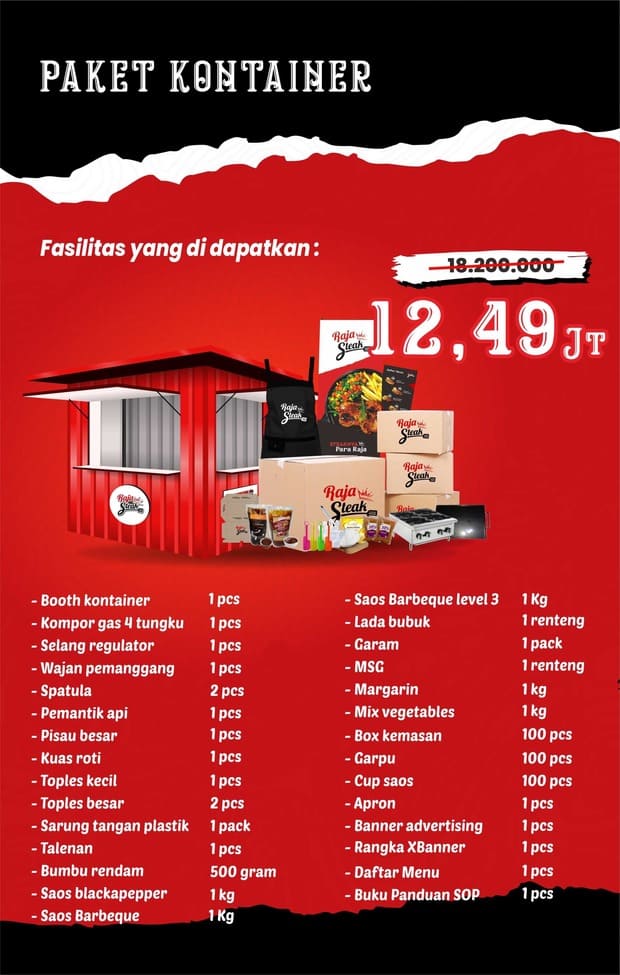 PAKET KONTAINER
Fasilitas yang di dapatkan :
18.200.000
12,49 JT
Raja
Steak
Raja
Steak
STEAKNYA
Para Raja
Raja
Steak
Raja
Steak
Raja
Steak
Raja
Steak
Raja
Steak
- Booth kontainer 1 pcs
- Kompor gas 4 tungku 1 pcs
- Selang regulator 1 pcs
- Wajan pemanggang 1 pcs
- Spatula 2 pcs
- Pemantik api 1 pcs
- Pisau besar 1 pcs
- Kuas roti 1 pcs
- Toples kecil 1 pcs
- Toples besar 2 pcs
- Sarung tangan plastik 1 pack
- Talenan 1 pcs
- Bumbu rendam 500 gram
- Saos blackapepper 1 kg
- Saos Barbeque 1 Kg
- Saos Barbeque level 3 1 Kg
- Lada bubuk 1 renteng
- Garam 1 pack
- MSG 1 renteng
- Margarin 1 kg
- Mix vegetables 1 kg
- Box kemasan 100 pcs
- Garpu 100 pcs
- Cup saos 100 pcs
- Apron 1 pcs
- Banner advertising 1 pcs
- Rangka XBanner 1 pcs
- Daftar Menu 1 pcs
- Buku Panduan SOP 1 pcs